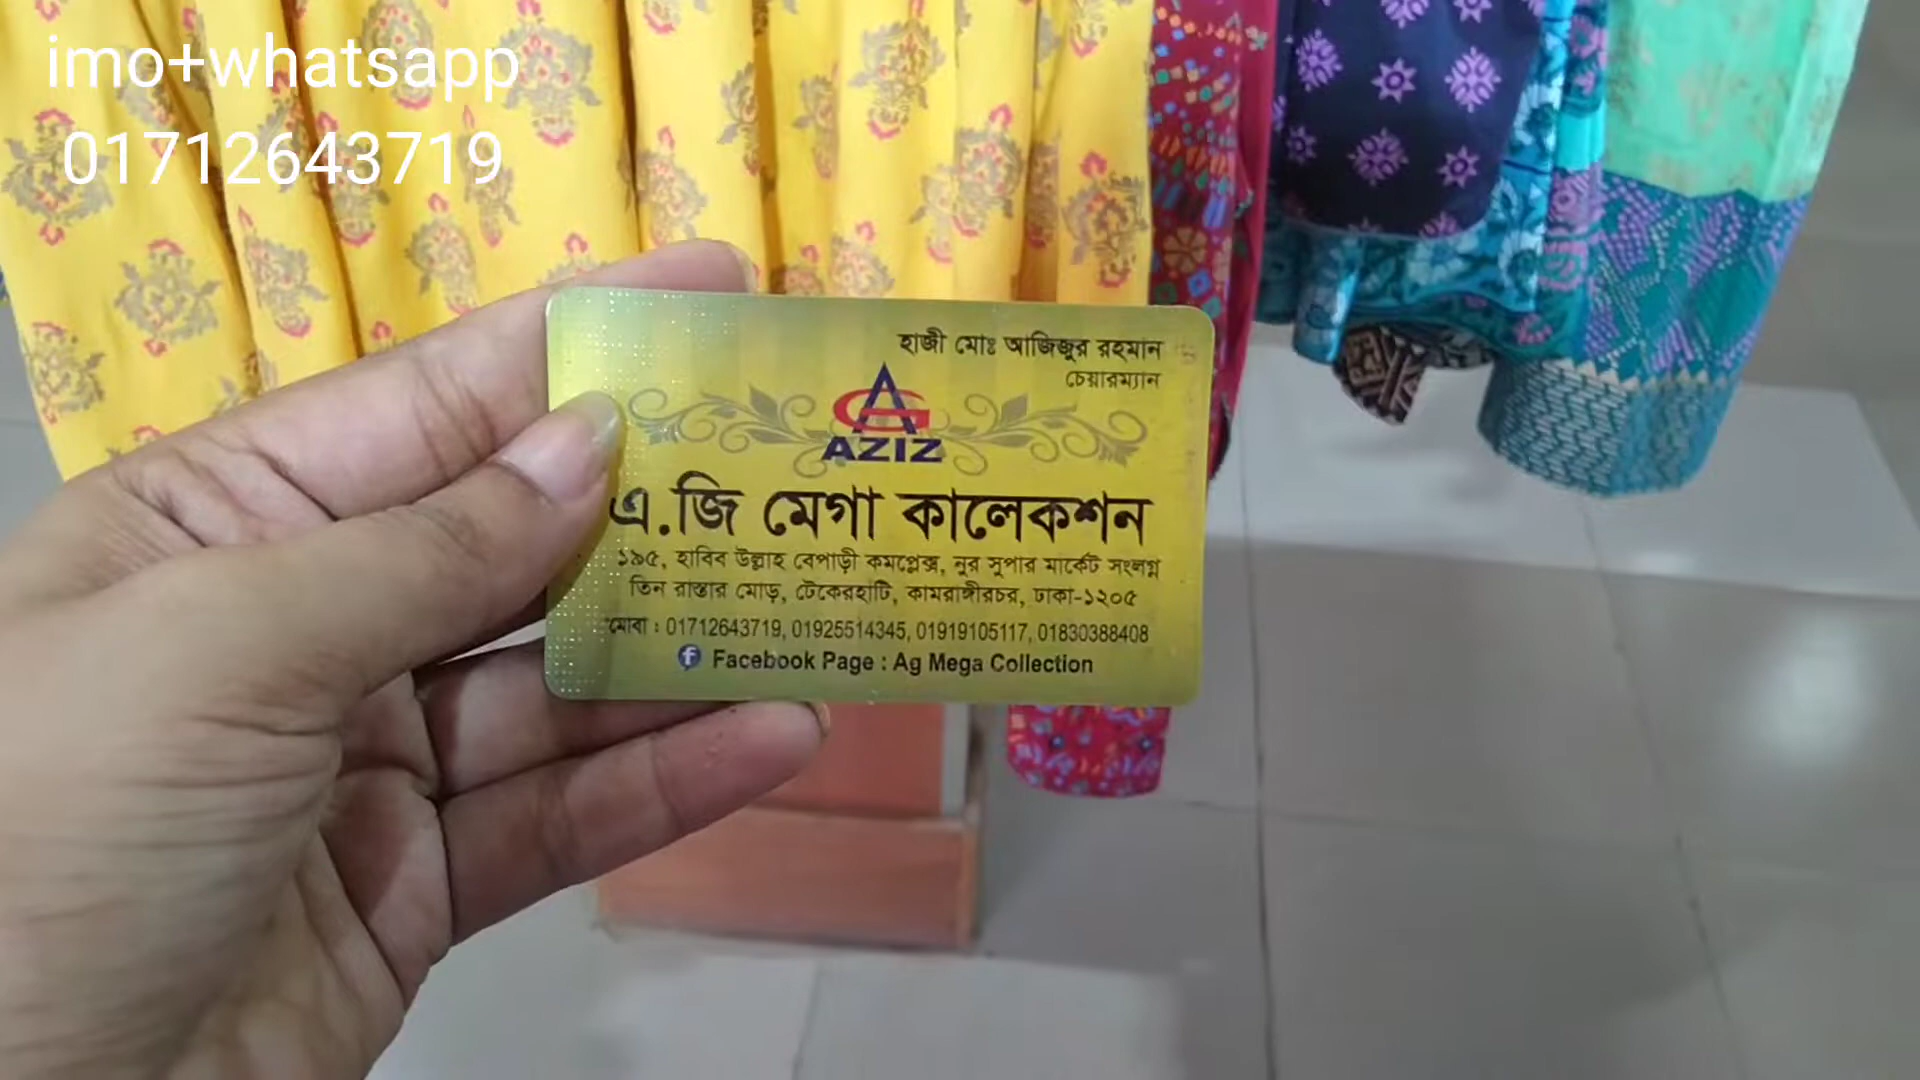 imo+whatsapp
01712643719
হাজী মোঃ আজিজুর রহমান
চেয়ারম্যান
AG
AZIZ
এ.জি মেগা কালেকশন
১৯৫, হাবিব উল্লাহ বেপাড়ী কমপ্লেক্স, নুর সুপার মার্কেট সংলগ্ন
তিন রাস্তার মোড়, টেকেরহাটি, কামরাঙ্গীরচর, ঢাকা-১২০৫
মোবা : 01712643719, 01925514345, 01919105117, 01830388408
f Facebook Page : Ag Mega Collection